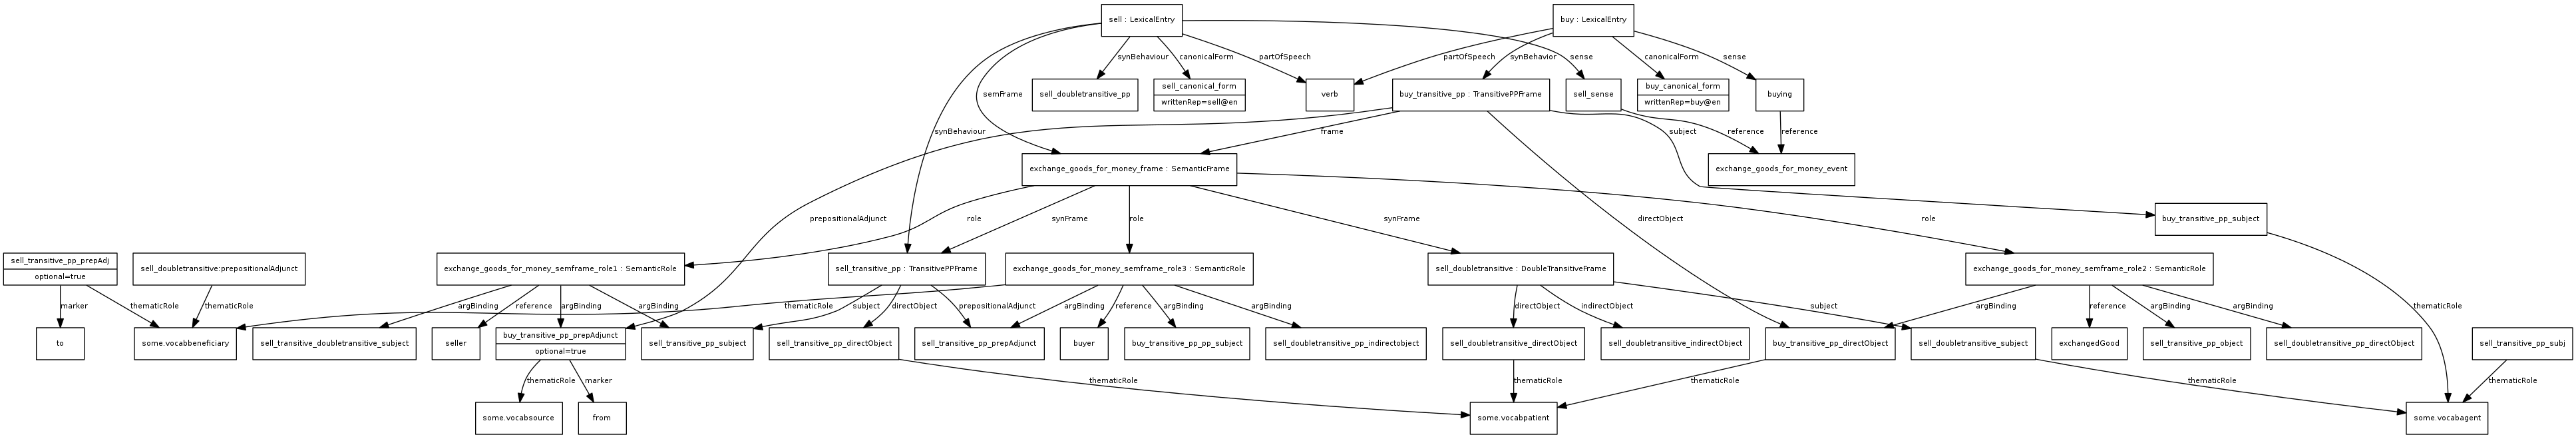 sell : LexicalEntry
buy : LexicalEntry
synBehaviour
canonicalForm
partOfSpeech
sense
partOfSpeech
synBehavior
canonicalForm
sense
semFrame
sell_doubletransitive_pp
sell_canonical_form
writtenRep=sell@en
verb
buy_transitive_pp : TransitivePPFrame
sell_sense
buy_canonical_form
writtenRep=buy@en
buying
synBehaviour
frame
subject
reference
reference
exchange_goods_for_money_frame : SemanticFrame
exchange_goods_for_money_event
prepositionalAdjunct
role
synFrame
role
synFrame
directObject
role
buy_transitive_pp_subject
sell_transitive_pp_prepAdj
optional=true
sell_doubletransitive:prepositionalAdjunct
exchange_goods_for_money_semframe_role1 : SemanticRole
sell_transitive_pp : TransitivePPFrame
exchange_goods_for_money_semframe_role3 : SemanticRole
sell_doubletransitive : DoubleTransitiveFrame
exchange_goods_for_money_semframe_role2 : SemanticRole
marker
thematicRole
thematicRole
argBinding
reference
argBinding
argBinding
thematicRole
subject
directObject
prepositionalAdjunct
argBinding
reference
argBinding
argBinding
directObject
indirectObject
subject
argBinding
reference
argBinding
argBinding
thematicRole
to
some.vocabbeneficiary
sell_transitive_doubletransitive_subject
seller
buy_transitive_pp_prepAdjunct
optional=true
sell_transitive_pp_subject
sell_transitive_pp_directObject
sell_transitive_pp_prepAdjunct
buyer
buy_transitive_pp_pp_subject
sell_doubletransitive_pp_indirectobject
sell_doubletransitive_directObject
sell_doubletransitive_indirectObject
buy_transitive_pp_directObject
sell_doubletransitive_subject
exchangedGood
sell_transitive_pp_object
sell_doubletransitive_pp_directObject
sell_transitive_pp_subj
thematicRole
marker
thematicRole
thematicRole
thematicRole
thematicRole
thematicRole
some.vocabsource
from
some.vocabpatient
some.vocabagent